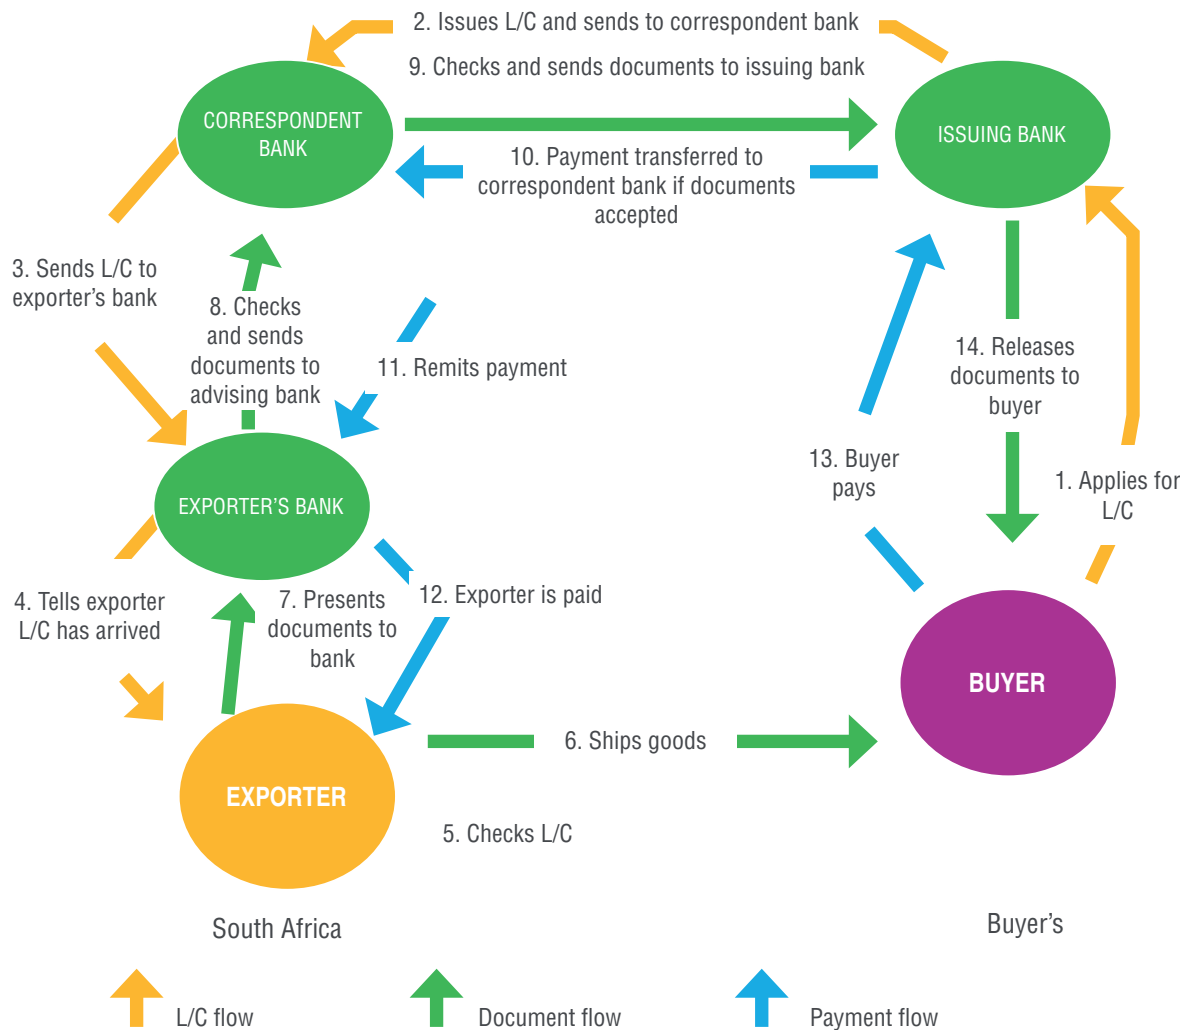 2. Issues L/C and sends to correspondent bank
9. Checks and sends documents to issuing bank
CORRESPONDENT
BANK
ISSUING BANK
10. Payment transferred to
correspondent bank if documents
accepted
3. Sends L/C to
exporter’s bank
8. Checks
and sends
documents to
advising bank
11. Remits payment
14. Releases
documents to
buyer
13. Buyer
pays
1. Applies for
L/C
EXPORTER’S BANK
4. Tells exporter
L/C has arrived
7. Presents
documents to
bank
12. Exporter is paid
BUYER
6. Ships goods
EXPORTER
5. Checks L/C
South Africa
Buyer’s
L/C flow
Document flow
Payment flow